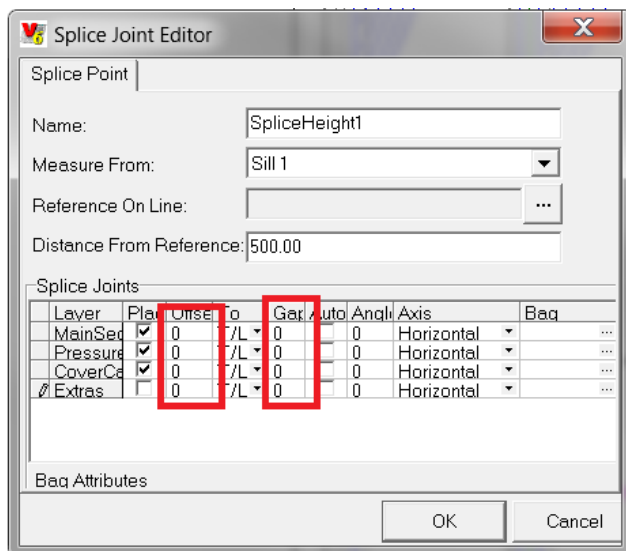 V6 Splice Joint Editor X
Splice Point
Name: SpliceHeight1
Measure From: Sill 1
Reference On Line: ...
Distance From Reference: 500.00
Splice Joints
Layer Plac Offse To Gap Auto Angl Axis Bag
MainSec 0 T/L 0 0 Horizontal ...
Pressure 0 T/L 0 0 Horizontal ...
CoverCa 0 T/L 0 0 Horizontal ...
Extras 0 T/L 0 0 Horizontal ...
Bag Attributes
OK Cancel